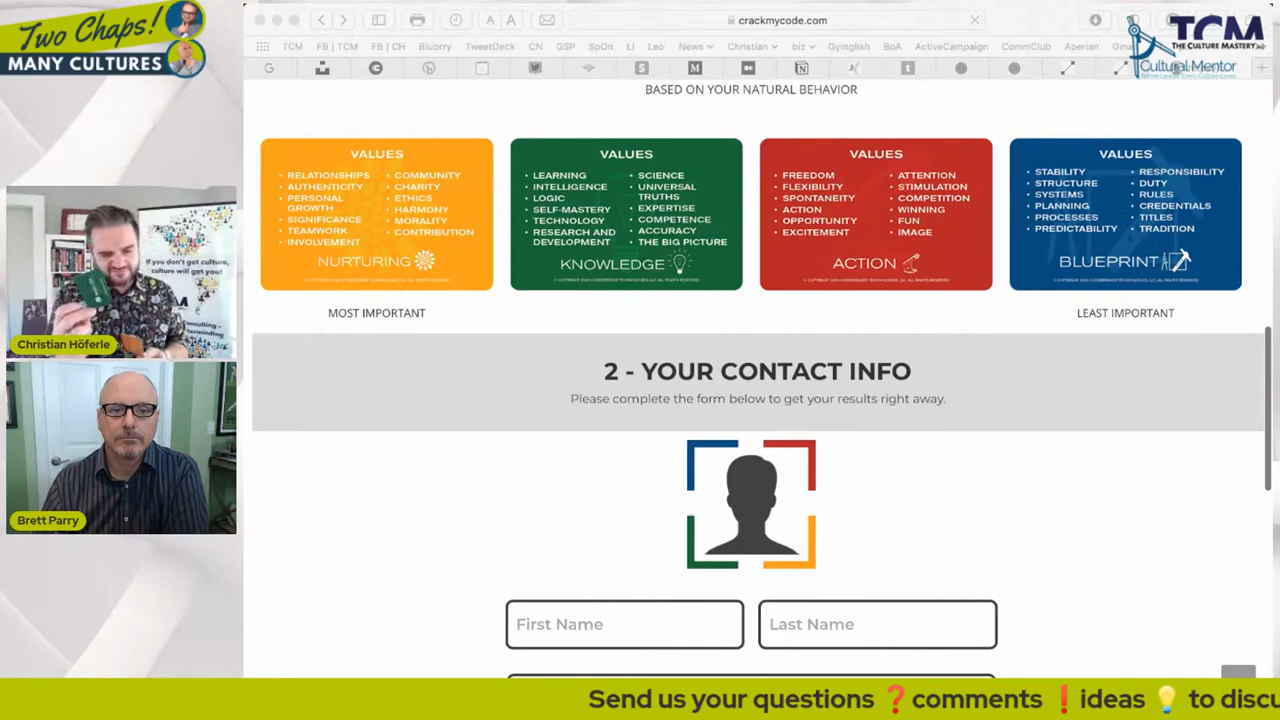 Two Chaps!
MANY CULTURES
crackmycode.com
TCM FB | TCM FB | CH Blubrry TweetDeck CN GSP SpOn LI Leo News Christian biz Gymglish BoA ActiveCampaign CommClub Aperian
TCM
THE CULTURE MASTERY
Cultural Mentor
BASED ON YOUR NATURAL BEHAVIOR
VALUES
RELATIONSHIPS
AUTHENTICITY
PERSONAL
GROWTH
SIGNIFICANCE
TEAMWORK
INVOLVEMENT
COMMUNITY
CHARITY
ETHICS
HARMONY
MORALITY
CONTRIBUTION
NURTURING
VALUES
LEARNING
INTELLIGENCE
LOGIC
SELF-MASTERY
TECHNOLOGY
RESEARCH AND
DEVELOPMENT
SCIENCE
UNIVERSAL
TRUTHS
EXPERTISE
COMPETENCE
ACCURACY
THE BIG PICTURE
KNOWLEDGE
VALUES
FREEDOM
FLEXIBILITY
SPONTANEITY
ACTION
OPPORTUNITY
EXCITEMENT
ATTENTION
STIMULATION
COMPETITION
WINNING
FUN
IMAGE
ACTION
VALUES
STABILITY
STRUCTURE
SYSTEMS
PLANNING
PROCESSES
PREDICTABILITY
RESPONSIBILITY
DUTY
RULES
CREDENTIALS
TITLES
TRADITION
BLUEPRINT
MOST IMPORTANT
LEAST IMPORTANT
If you don't get culture,
culture will get you!
Christian Höferle
Brett Parry
2 - YOUR CONTACT INFO
Please complete the form below to get your results right away.
First Name
Last Name
Send us your questions ❓ comments ❗ ideas 💡 to discu